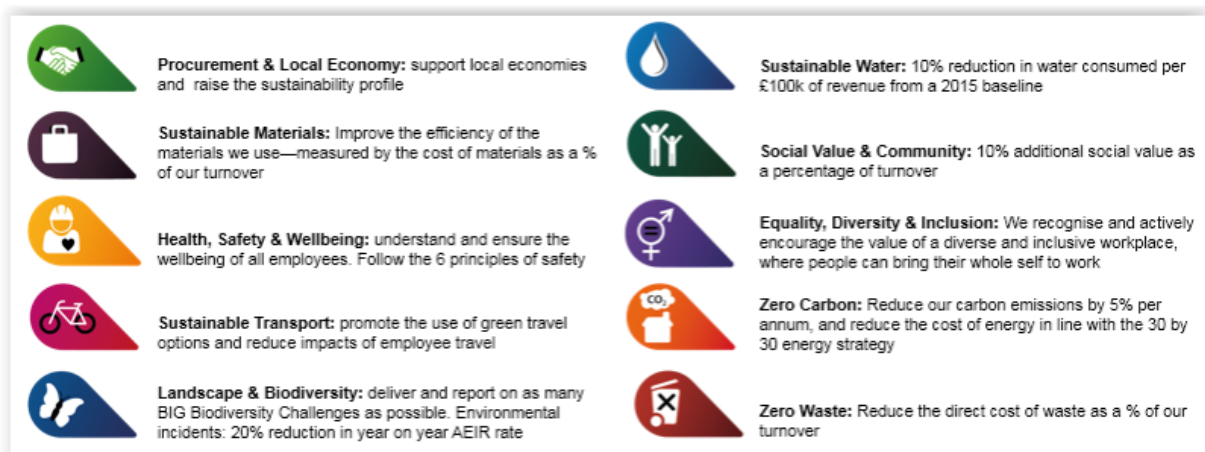 Procurement & Local Economy: support local economies
and raise the sustainability profile
Sustainable Materials: Improve the efficiency of the
materials we use—measured by the cost of materials as a %
of our turnover
Health, Safety & Wellbeing: understand and ensure the
wellbeing of all employees. Follow the 6 principles of safety
Sustainable Transport: promote the use of green travel
options and reduce impacts of employee travel
Landscape & Biodiversity: deliver and report on as many
BIG Biodiversity Challenges as possible. Environmental
incidents: 20% reduction in year on year AEIR rate
Sustainable Water: 10% reduction in water consumed per
£100k of revenue from a 2015 baseline
Social Value & Community: 10% additional social value as
a percentage of turnover
Equality, Diversity & Inclusion: We recognise and actively
encourage the value of a diverse and inclusive workplace,
where people can bring their whole self to work
CO₂
Zero Carbon: Reduce our carbon emissions by 5% per
annum, and reduce the cost of energy in line with the 30 by
30 energy strategy
Zero Waste: Reduce the direct cost of waste as a % of our
turnover